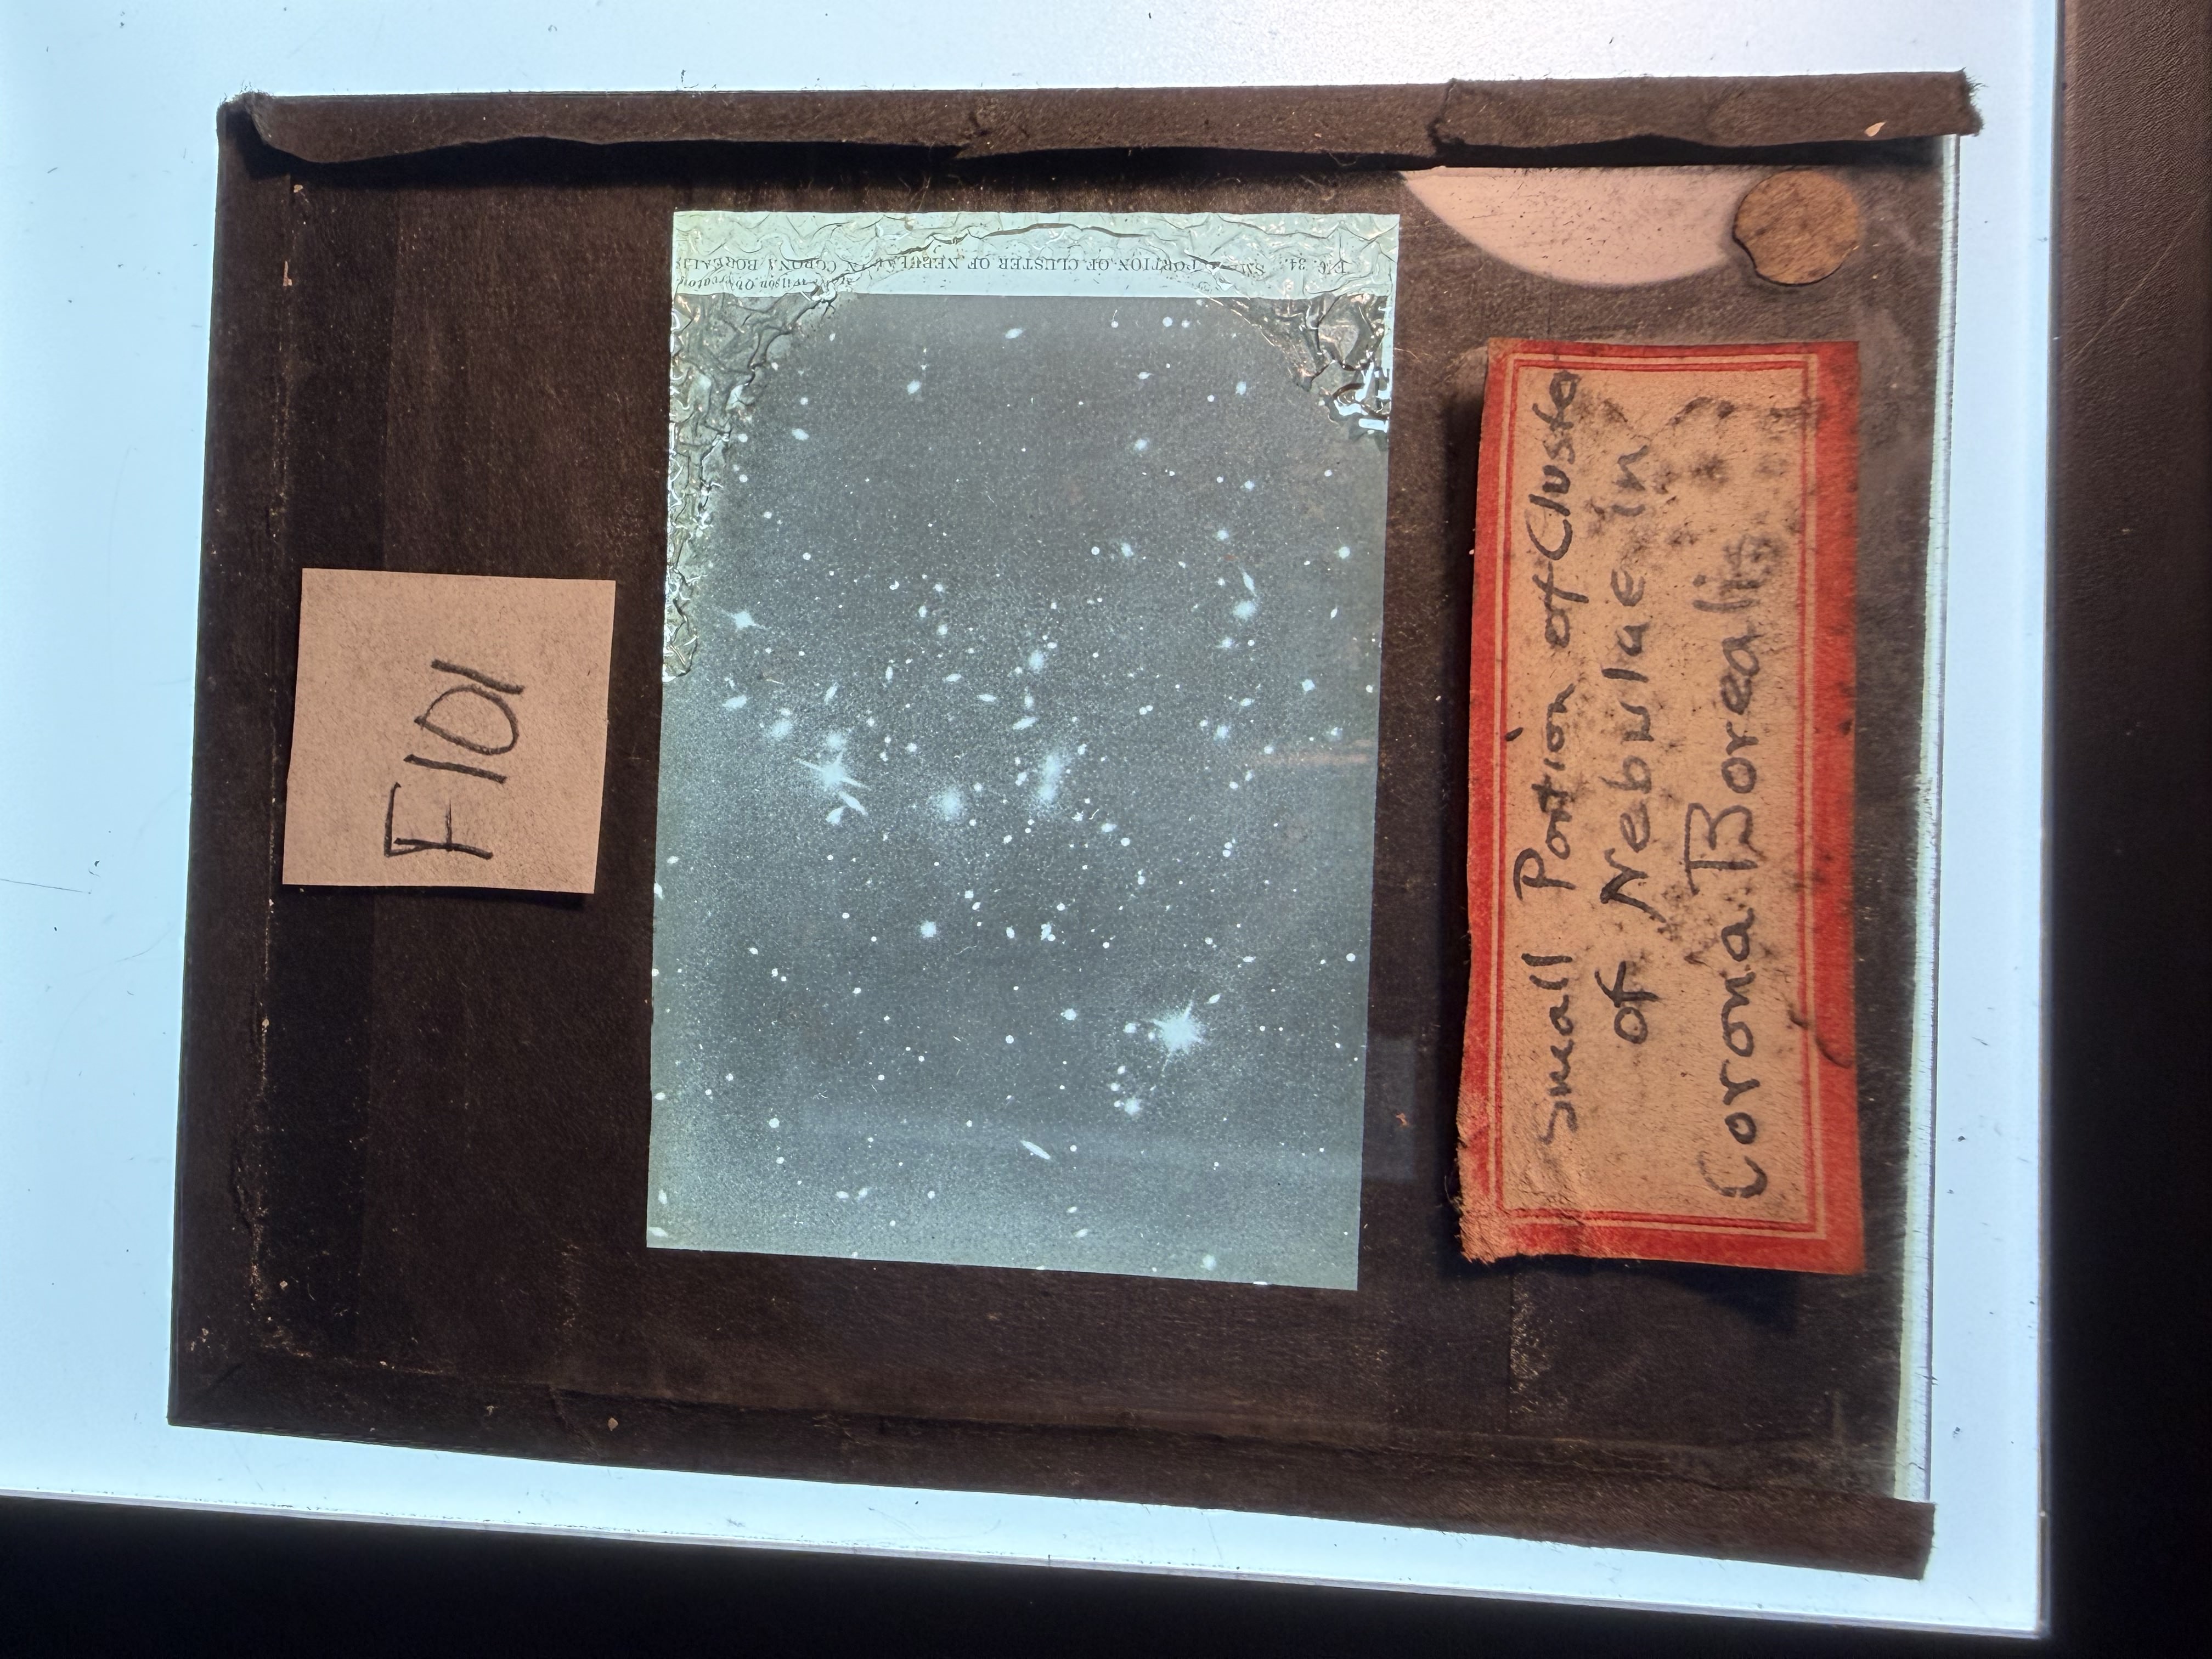 F101
FIG. 34. SMALL PORTION OF CLUSTER OF NEBULAE IN CORONA BOREALIS
Wilson Observatory
Small Portion of Cluste
of Nebulae in
Corona Borealis